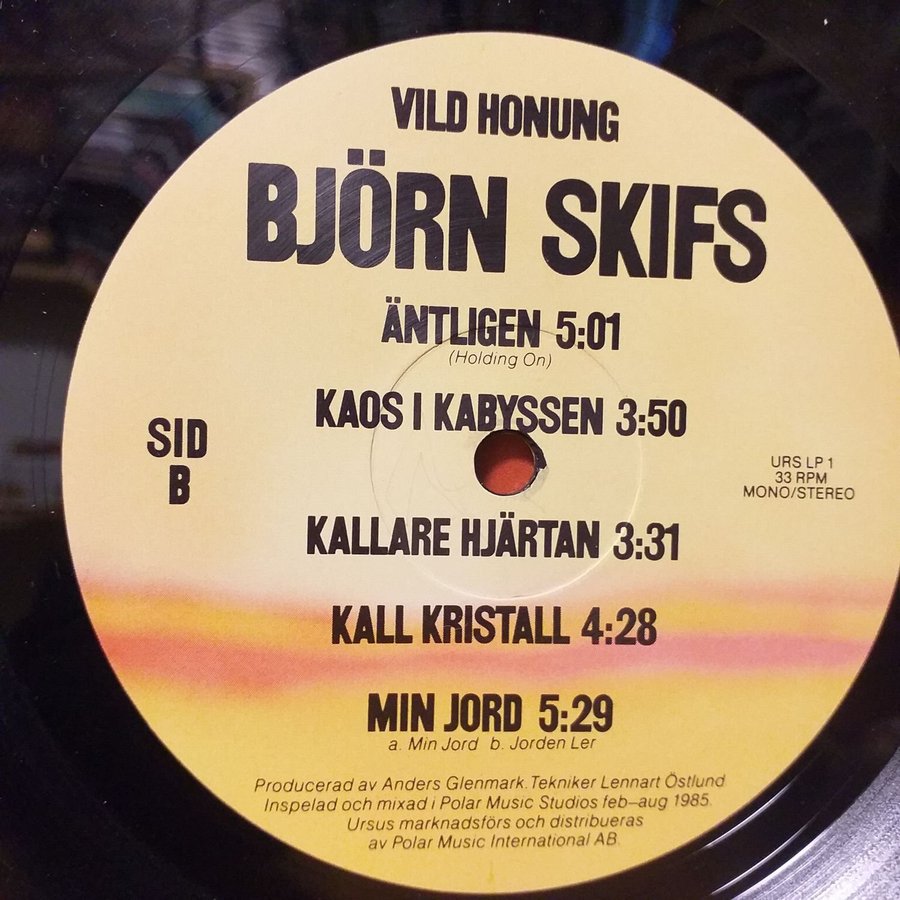 VILD HONUNG
BJÖRN SKIFS
ÄNTLIGEN 5:01
(Holding On)
KAOS I KABYSSEN 3:50
SID
B
URS LP 1
33 RPM
MONO/STEREO
KALLARE HJÄRTAN 3:31
KALL KRISTALL 4:28
MIN JORD 5:29
a. Min Jord b. Jorden Ler
Producerad av Anders Glenmark. Tekniker Lennart Östlund
Inspelad och mixad i Polar Music Studios feb–aug 1985.
Ursus marknadsförs och distribueras
av Polar Music International AB.